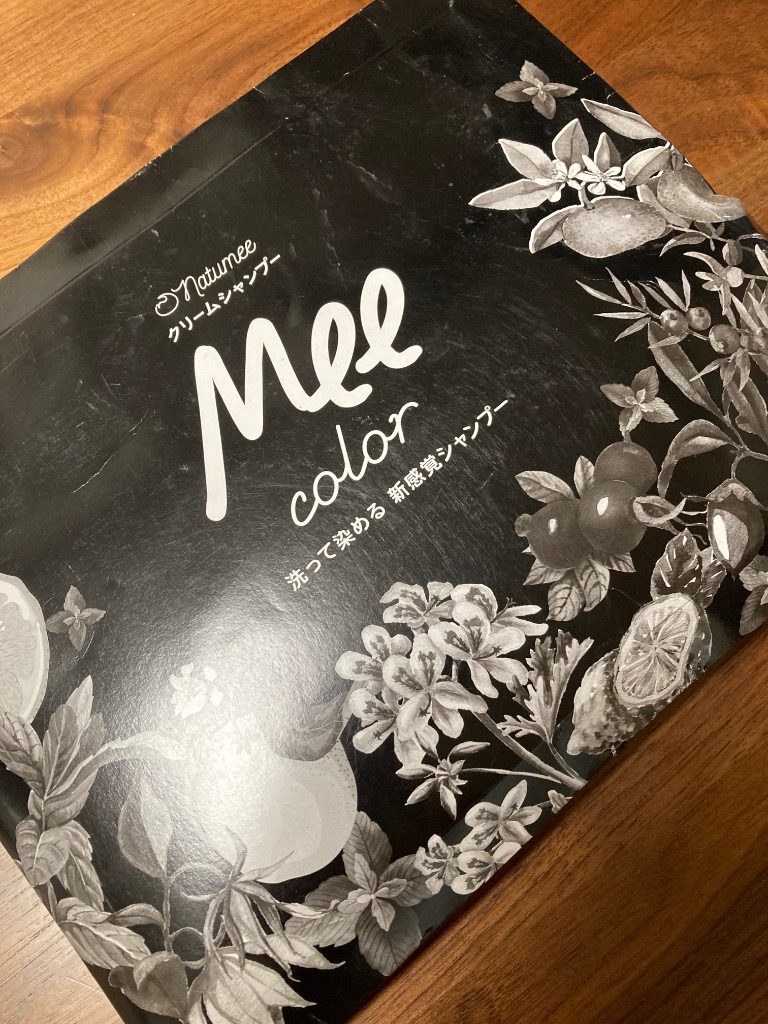 Natumee
クリームシャンプー
Mee
color
洗って染める 新感覚シャンプー